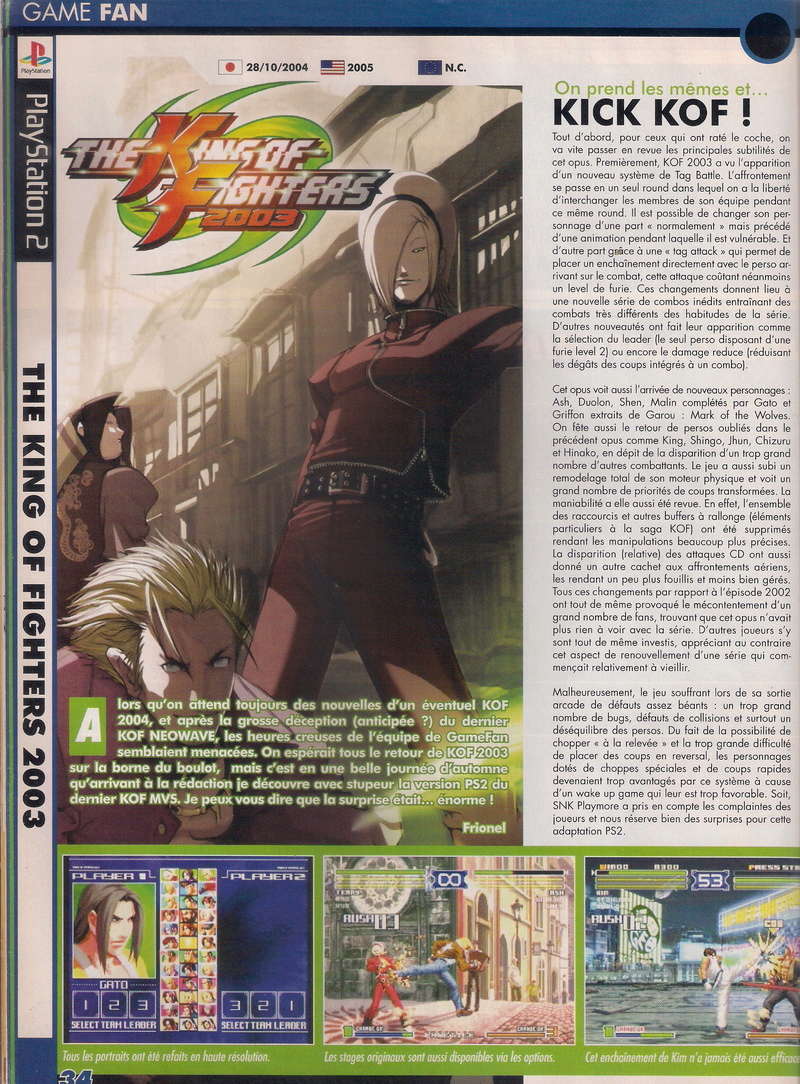 GAME FAN
PlayStation
PlayStation 2
THE KING OF FIGHTERS 2003
28/10/2004 2005 N.C.
THE KING OF
FIGHTERS
2003
A
lors qu'on attend toujours des nouvelles d'un éventuel KOF
2004, et après la grosse déception (anticipée ?) du dernier
KOF NEOWAVE, les heures creuses de l'équipe de GameFan
semblaient menacées. On espérait tous le retour de KOF 2003
sur la borne du boulot, mais c'est en une belle journée d'automne
qu'arrivant à la rédaction je découvre avec stupeur la version PS2 du
dernier KOF MVS. Je peux vous dire que la surprise était... énorme !
Frionel
On prend les mêmes et...
KICK KOF !
Tout d'abord, pour ceux qui ont raté le coche, on
va vite passer en revue les principales subtilités de
cet opus. Premièrement, KOF 2003 a vu l'apparition
d'un nouveau système de Tag Battle. L'affrontement
se passe en un seul round dans lequel on a la liberté
d'interchanger les membres de son équipe pendant
ce même round. Il est possible de changer son per-
sonnage d'une part « normalement » mais précédé
d'une animation pendant laquelle il est vulnérable. Et
d'autre part grâce à une « tag attack » qui permet de
placer un enchaînement directement avec le perso ar-
rivant sur le combat, cette attaque coûtant néanmoins
un level de furie. Ces changements donnent lieu à
une nouvelle série de combos inédits entraînant des
combats très différents des habitudes de la série.
D'autres nouveautés ont fait leur apparition comme
la sélection du leader (le seul perso disposant d'une
furie level 2) ou encore le damage reduce (réduisant
les dégâts des coups intégrés à un combo).
Cet opus voit aussi l'arrivée de nouveaux personnages :
Ash, Duolon, Shen, Malin complétés par Gato et
Griffon extraits de Garou : Mark of the Wolves.
On fête aussi le retour de persos oubliés dans le
précédent opus comme King, Shingo, Jhun, Chizuru
et Hinako, en dépit de la disparition d'un trop grand
nombre d'autres combattants. Le jeu a aussi subi un
remodelage total de son moteur physique et voit un
grand nombre de priorités de coups transformées. La
maniabilité a elle aussi été revue. En effet, l'ensemble
des raccourcis et autres buffers à rallonge (éléments
particuliers à la saga KOF) ont été supprimés
rendant les manipulations beaucoup plus précises.
La disparition (relative) des attaques CD ont aussi
donné un autre cachet aux affrontements aériens,
les rendant un peu plus fouillis et moins bien gérés.
Tous ces changements par rapport à l'épisode 2002
ont tout de même provoqué le mécontentement d'un
grand nombre de fans, trouvant que cet opus n'avait
plus rien à voir avec la série. D'autres joueurs s'y
sont tout de même investis, appréciant au contraire
cet aspect de renouvellement d'une série qui com-
mençait relativement à vieillir.
Malheureusement, le jeu souffrant lors de sa sortie
arcade de défauts assez béants : un trop grand
nombre de bugs, défauts de collisions et surtout un
déséquilibre des persos. Du fait de la possibilité de
chopper « à la relevée » et la trop grande difficulté
de placer des coups en reversal, les personnages
dotés de choppes spéciales et de coups rapides
devenaient trop avantagés par ce système à cause
d'un wake up game qui leur est trop favorable. Soit,
SNK Playmore a pris en compte les complaintes des
joueurs et nous réserve bien des surprises pour cette
adaptation PS2.
PLAYER 1 PLAYER 2
GATO
1 2 3 3 2 1
SELECT TEAM LEADER SELECT TEAM LEADER
TERRY ASH
RUSH 03
CHANGE OK CHANGE OK
53
PRESS STA
KIM
RUSH
CHANGE OK
Tous les portraits ont été refaits en haute résolution.
Les stages originaux sont aussi disponibles via les options.
Cet enchaînement de Kim n'a jamais été aussi efficace
34